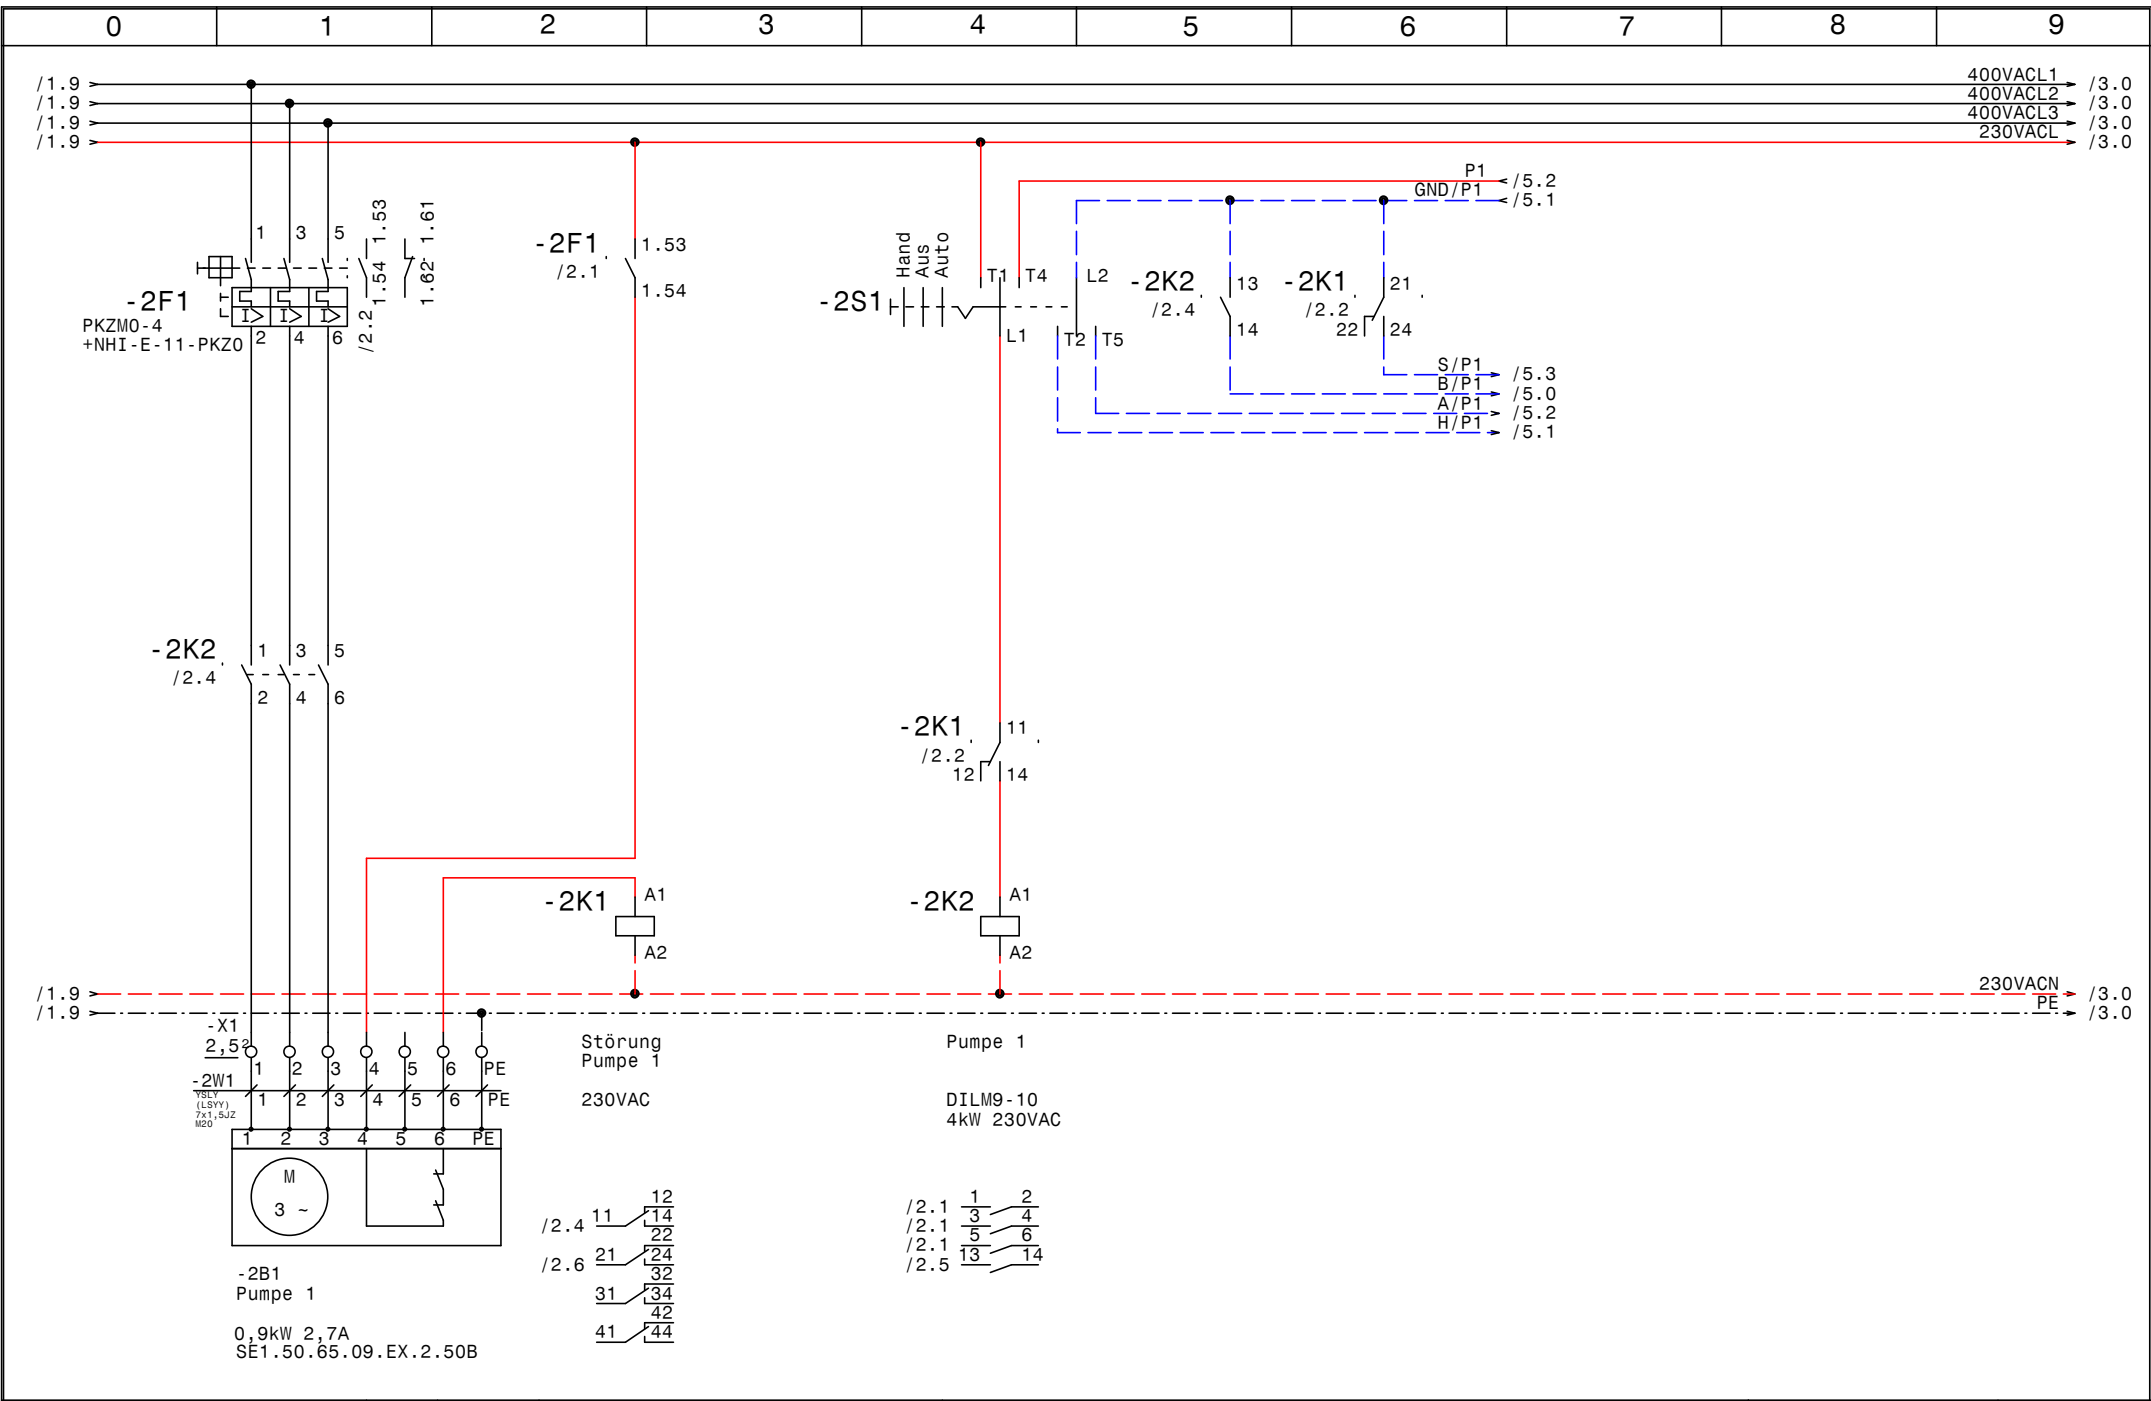 0 1 2 3 4 5 6 7 8 9
/1.9 400VACL1 /3.0
/1.9 400VACL2 /3.0
/1.9 400VACL3 /3.0
/1.9 230VACL /3.0
P1 /5.2
GND/P1 /5.1
1 3 5 1.53 1.61
1.54 1.62
-2F1
PKZM0-4
+NHI-E-11-PKZ0
2 4 6 /2.2
-2F1 1.53
/2.1
1.54
Hand
Aus
Auto
-2S1
T1 T4 L2
L1 T2 T5
-2K2 13
/2.4
14
-2K1 21
/2.2
22 24
S/P1 /5.3
B/P1 /5.0
A/P1 /5.2
H/P1 /5.1
-2K2 1 3 5
/2.4
2 4 6
-2K1 11
/2.2
12 14
-2K1 A1
A2
-2K2 A1
A2
/1.9 230VACN /3.0
/1.9 PE /3.0
-X1
2,5²
1 2 3 4 5 6 PE
-2W1
YSLY
(LSYY)
7x1,5JZ
M20
1 2 3 4 5 6 PE
1 2 3 4 5 6 PE
M
3 ~
-2B1
Pumpe 1
0,9kW 2,7A
SE1.50.65.09.EX.2.50B
Störung
Pumpe 1
230VAC
Pumpe 1
DILM9-10
4kW 230VAC
12
/2.4 11 14
22
/2.6 21 24
32
31 34
42
41 44
/2.1 1 2
/2.1 3 4
/2.1 5 6
/2.5 13 14